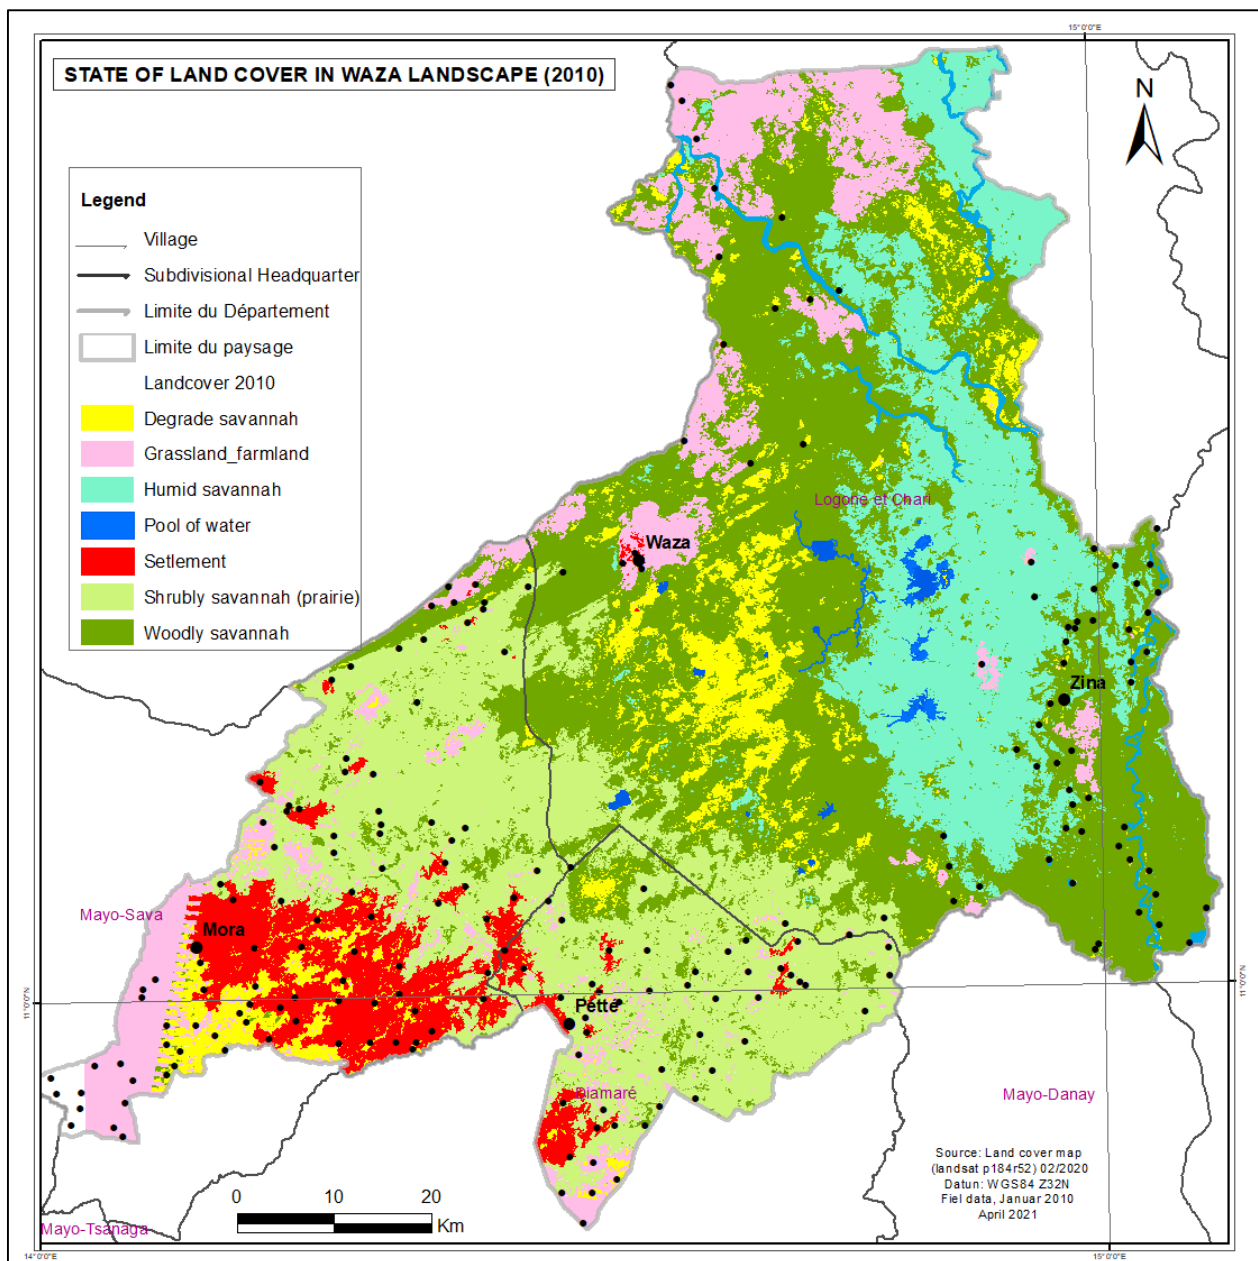 15°0'0"E
STATE OF LAND COVER IN WAZA LANDSCAPE (2010)
N
Legend
Village
Subdivisional Headquarter
Limite du Département
Limite du paysage
Landcover 2010
Degrade savannah
Grassland_farmland
Humid savannah
Pool of water
Setlement
Shrubly savannah (prairie)
Woodly savannah
Logone et Chari
Waza
Zina
Mayo-Sava
Mora
11°0'0"N
11°0'0"N
Petté
Diamaré
Mayo-Danay
Source: Land cover map
(landsat p184r52) 02/2020
Datun: WGS84 Z32N
Fiel data, Januar 2010
April 2021
0 10 20
Km
Mayo-Tsanaga
14°0'0"E
15°0'0"E